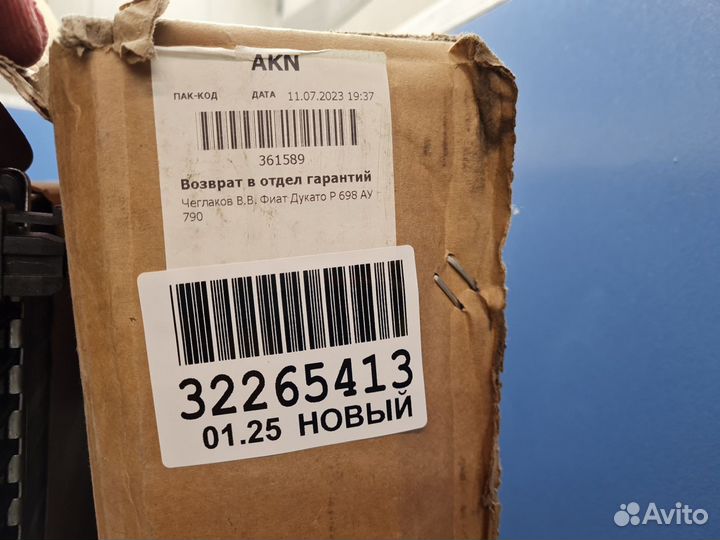 AKN
ПАК-КОД ДАТА 11.07.2023 19:37
361589
Возврат в отдел гарантий
Чеглаков В.В. Фиат Дукато Р 698 АУ
790
32265413
01.25 НОВЫЙ
Avito